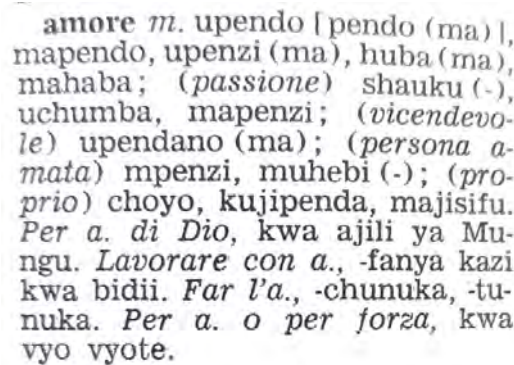 amore m. upendo [pendo (ma)],
mapendo, upenzi (ma), huba (ma),
mahaba; (passione) shauku (-),
uchumba, mapenzi; (vicendevo-
le) upendano (ma); (persona a-
mata) mpenzi, muhebi (-); (pro-
prio) choyo, kujipenda, majisifu.
Per a. di Dio, kwa ajili ya Mu-
ngu. Lavorare con a., -fanya kazi
kwa bidii. Far l'a., -chunuka, -tu-
nuka. Per a. o per forza, kwa
vyo vyote.